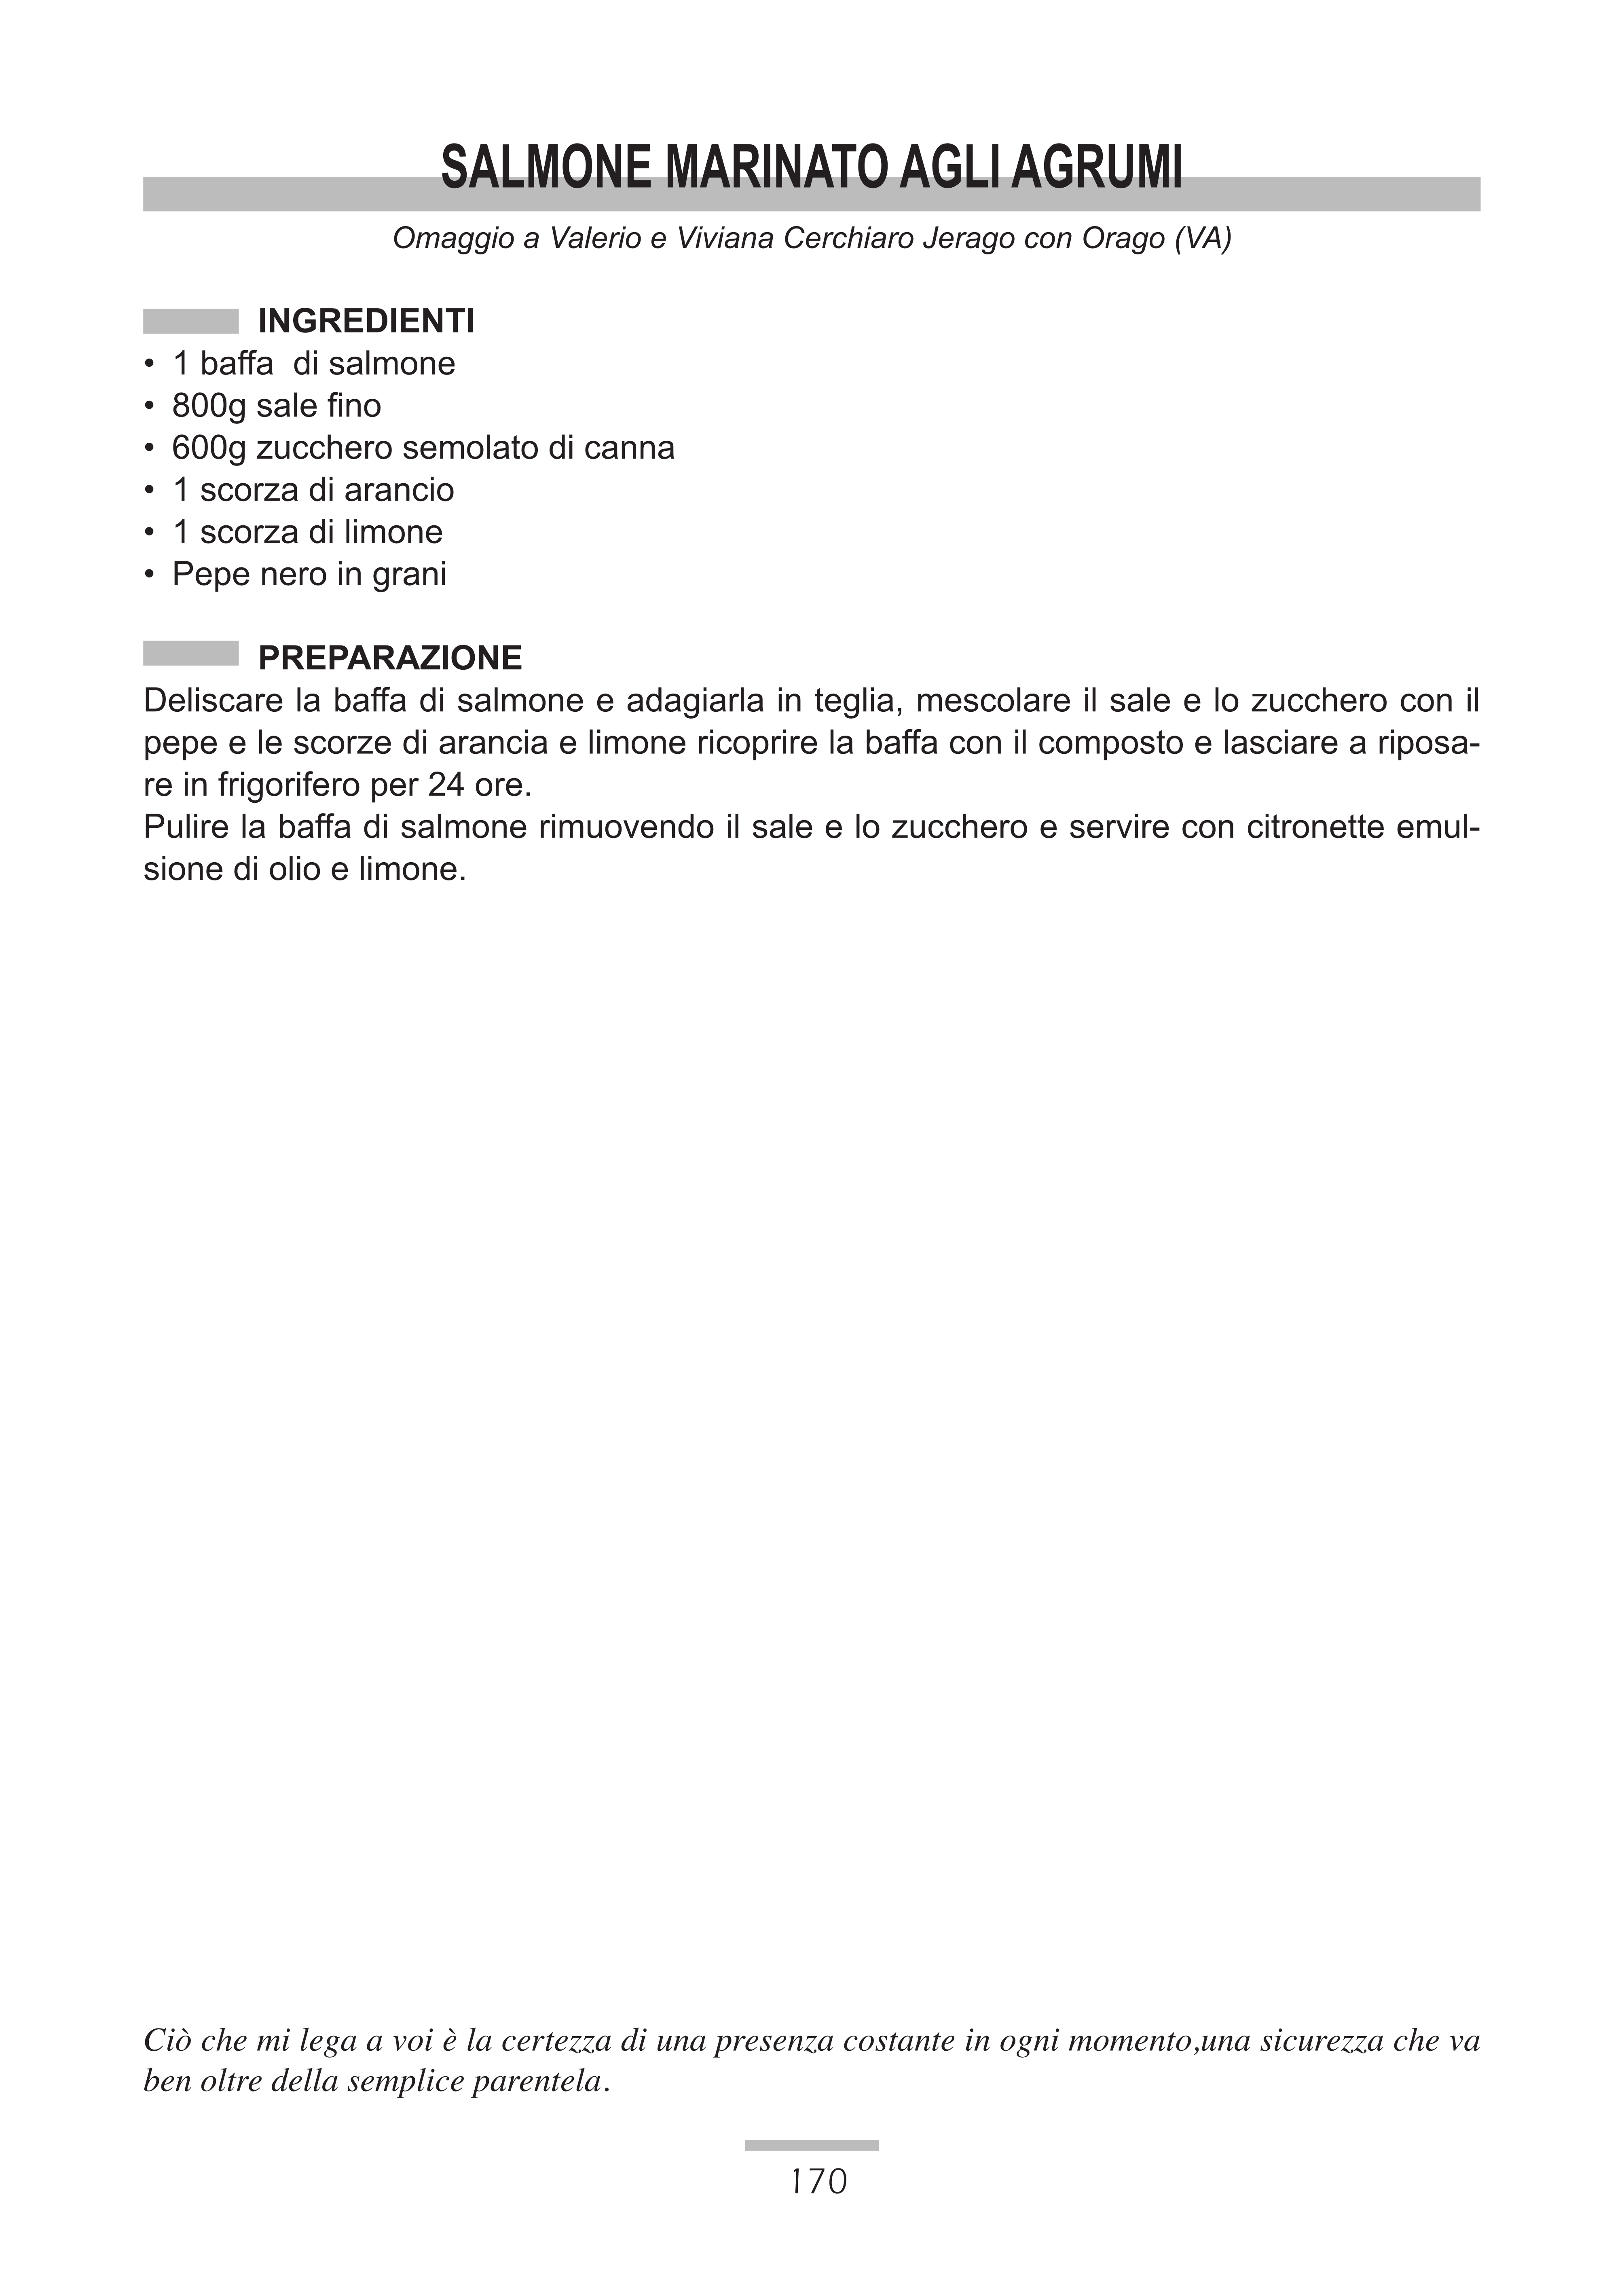 SALMONE MARINATO AGLI AGRUMI
Omaggio a Valerio e Viviana Cerchiaro Jerago con Orago (VA)
INGREDIENTI
• 1 baffa  di salmone
• 800g sale fino
• 600g zucchero semolato di canna
• 1 scorza di arancio
• 1 scorza di limone
• Pepe nero in grani
PREPARAZIONE
Deliscare la baffa di salmone e adagiarla in teglia, mescolare il sale e lo zucchero con il
pepe e le scorze di arancia e limone ricoprire la baffa con il composto e lasciare a riposa-
re in frigorifero per 24 ore.
Pulire la baffa di salmone rimuovendo il sale e lo zucchero e servire con citronette emul-
sione di olio e limone.
Ciò che mi lega a voi è la certezza di una presenza costante in ogni momento,una sicurezza che va
ben oltre della semplice parentela.
170